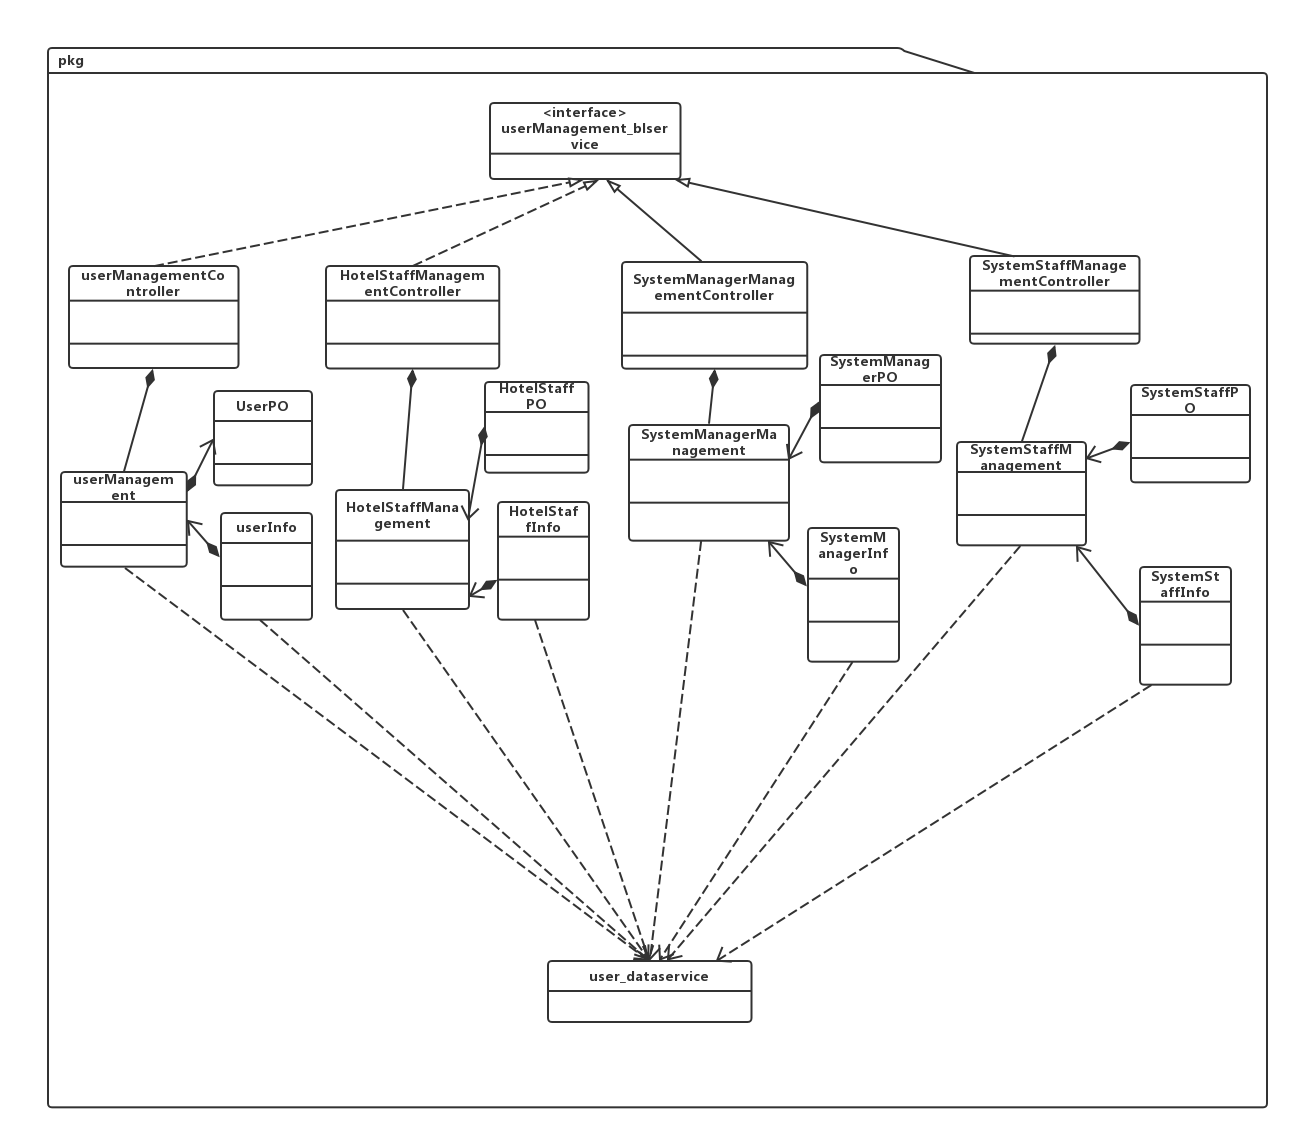 pkg
<interface>
userManagement_blser
vice
userManagementCo
ntroller
HotelStaffManagem
entController
SystemManagerManag
ementController
SystemStaffManage
mentController
UserPO
HotelStaff
PO
SystemManag
erPO
SystemStaffP
O
userManagem
ent
userInfo
HotelStaffMana
gement
HotelStaf
fInfo
SystemManagerMa
nagement
SystemM
anagerInf
o
SystemStaffM
anagement
SystemSt
affInfo
user_dataservice